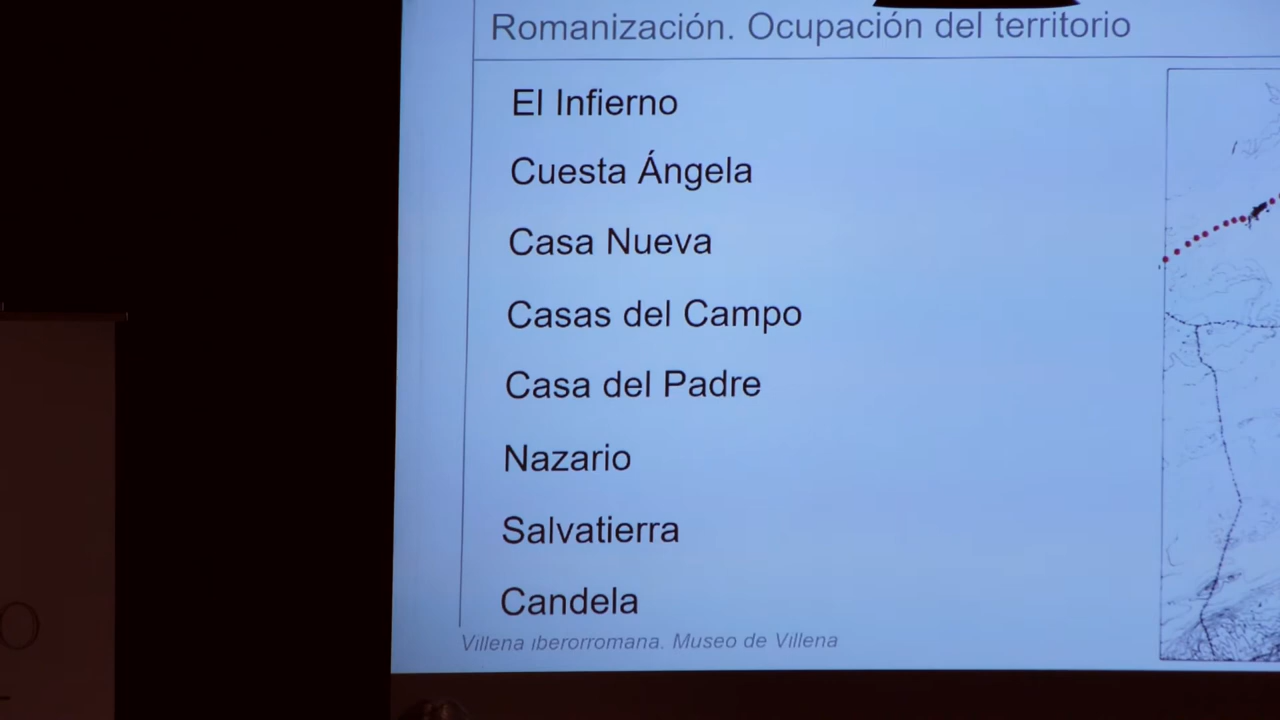 Romanización. Ocupación del territorio
El Infierno
Cuesta Ángela
Casa Nueva
Casas del Campo
Casa del Padre
Nazario
Salvatierra
Candela
Villena iberorromana. Museo de Villena
O